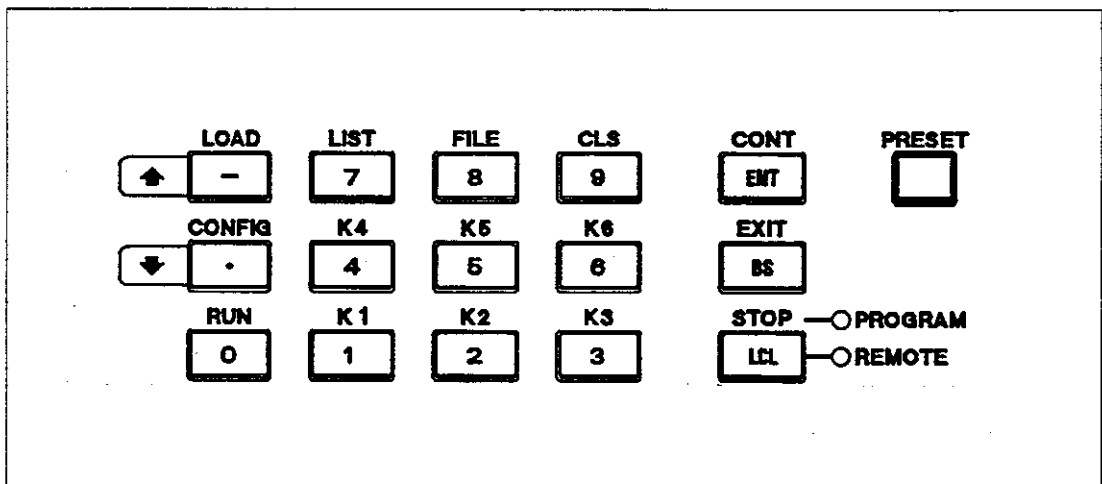 LOAD LIST FILE CLS CONT PRESET
- 7 8 9 ENT
CONFIG K4 K5 K6 EXIT
. 4 5 6 BS
RUN K1 K2 K3 STOP PROGRAM
0 1 2 3 LCL REMOTE